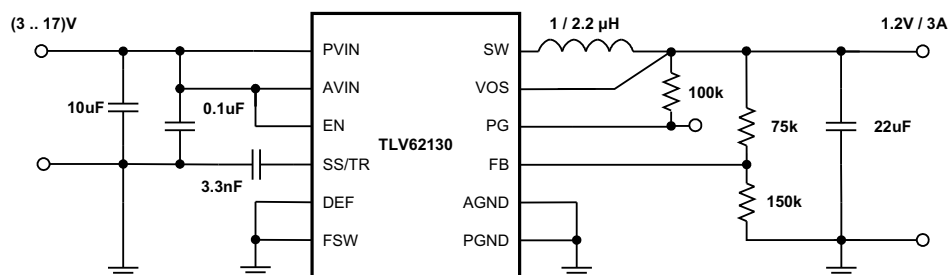 (3 .. 17)V
1 / 2.2 µH
1.2V / 3A
PVIN
SW
AVIN
VOS
10uF
0.1uF
100k
EN
PG
TLV62130
75k
22uF
SS/TR
FB
3.3nF
DEF
AGND
150k
FSW
PGND